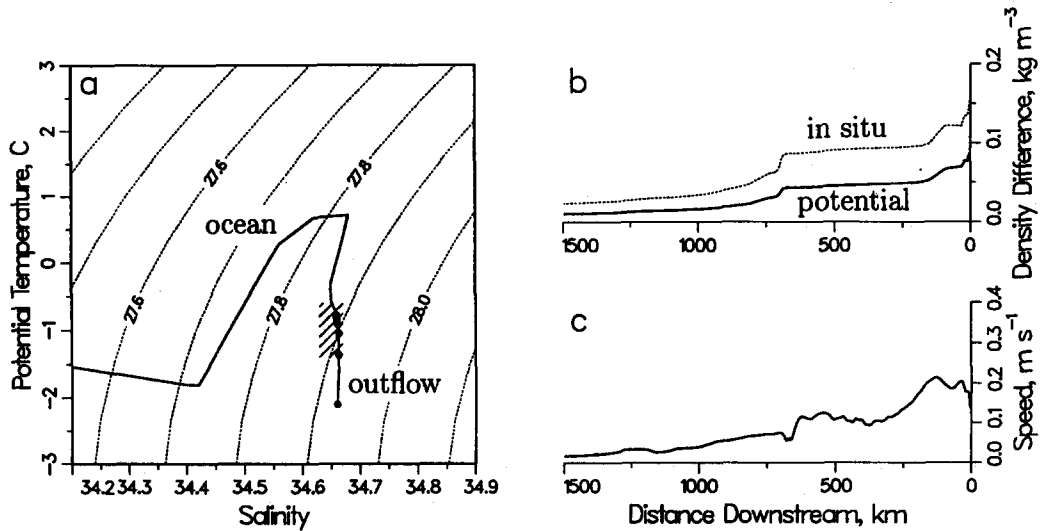 a
3
2
1
0
-1
-2
-3
Potential Temperature, C
27.6
27.8
ocean
27.6
27.8
28.0
outflow
34.2 34.3 34.4 34.5 34.6 34.7 34.8 34.9
Salinity
b
in situ
potential
0.2
0.1
0.0
Density Difference, kg m⁻³
1500 1000 500 0
c
0.4
0.3
0.2
0.1
0.0
Speed, m s⁻¹
1500 1000 500 0
Distance Downstream, km